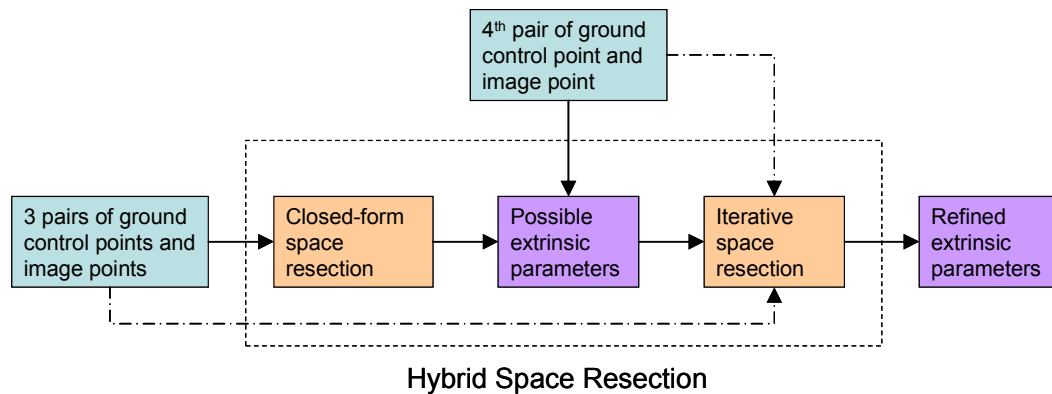 4th pair of ground
control point and
image point
3 pairs of ground
control points and
image points
Closed-form
space
resection
Possible
extrinsic
parameters
Iterative
space
resection
Refined
extrinsic
parameters
Hybrid Space Resection